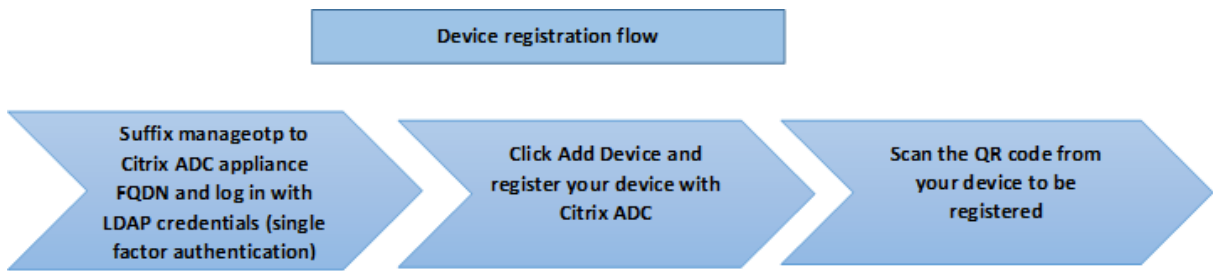 Device registration flow
Suffix manageotp to
Citrix ADC appliance
FQDN and log in with
LDAP credentials (single
factor authentication)
Click Add Device and
register your device with
Citrix ADC
Scan the QR code from
your device to be
registered